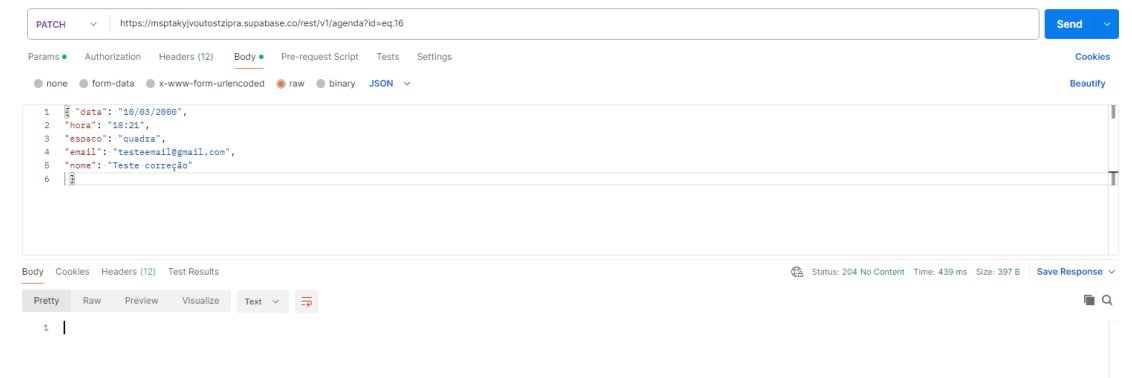 PATCH https://msptakyjvoutostzipra.supabase.co/rest/v1/agenda?id=eq.16 Send
Params Authorization Headers (12) Body Pre-request Script Tests Settings Cookies
none form-data x-www-form-urlencoded raw binary JSON Beautify
1 { "data": "10/03/2000",
2 "hora": "10:21",
3 "espaco": "quadra",
4 "email": "testeemail@gmail.com",
5 "nome": "Teste correção"
6 }
Body Cookies Headers (12) Test Results Status: 204 No Content Time: 439 ms Size: 397 B Save Response
Pretty Raw Preview Visualize Text
1